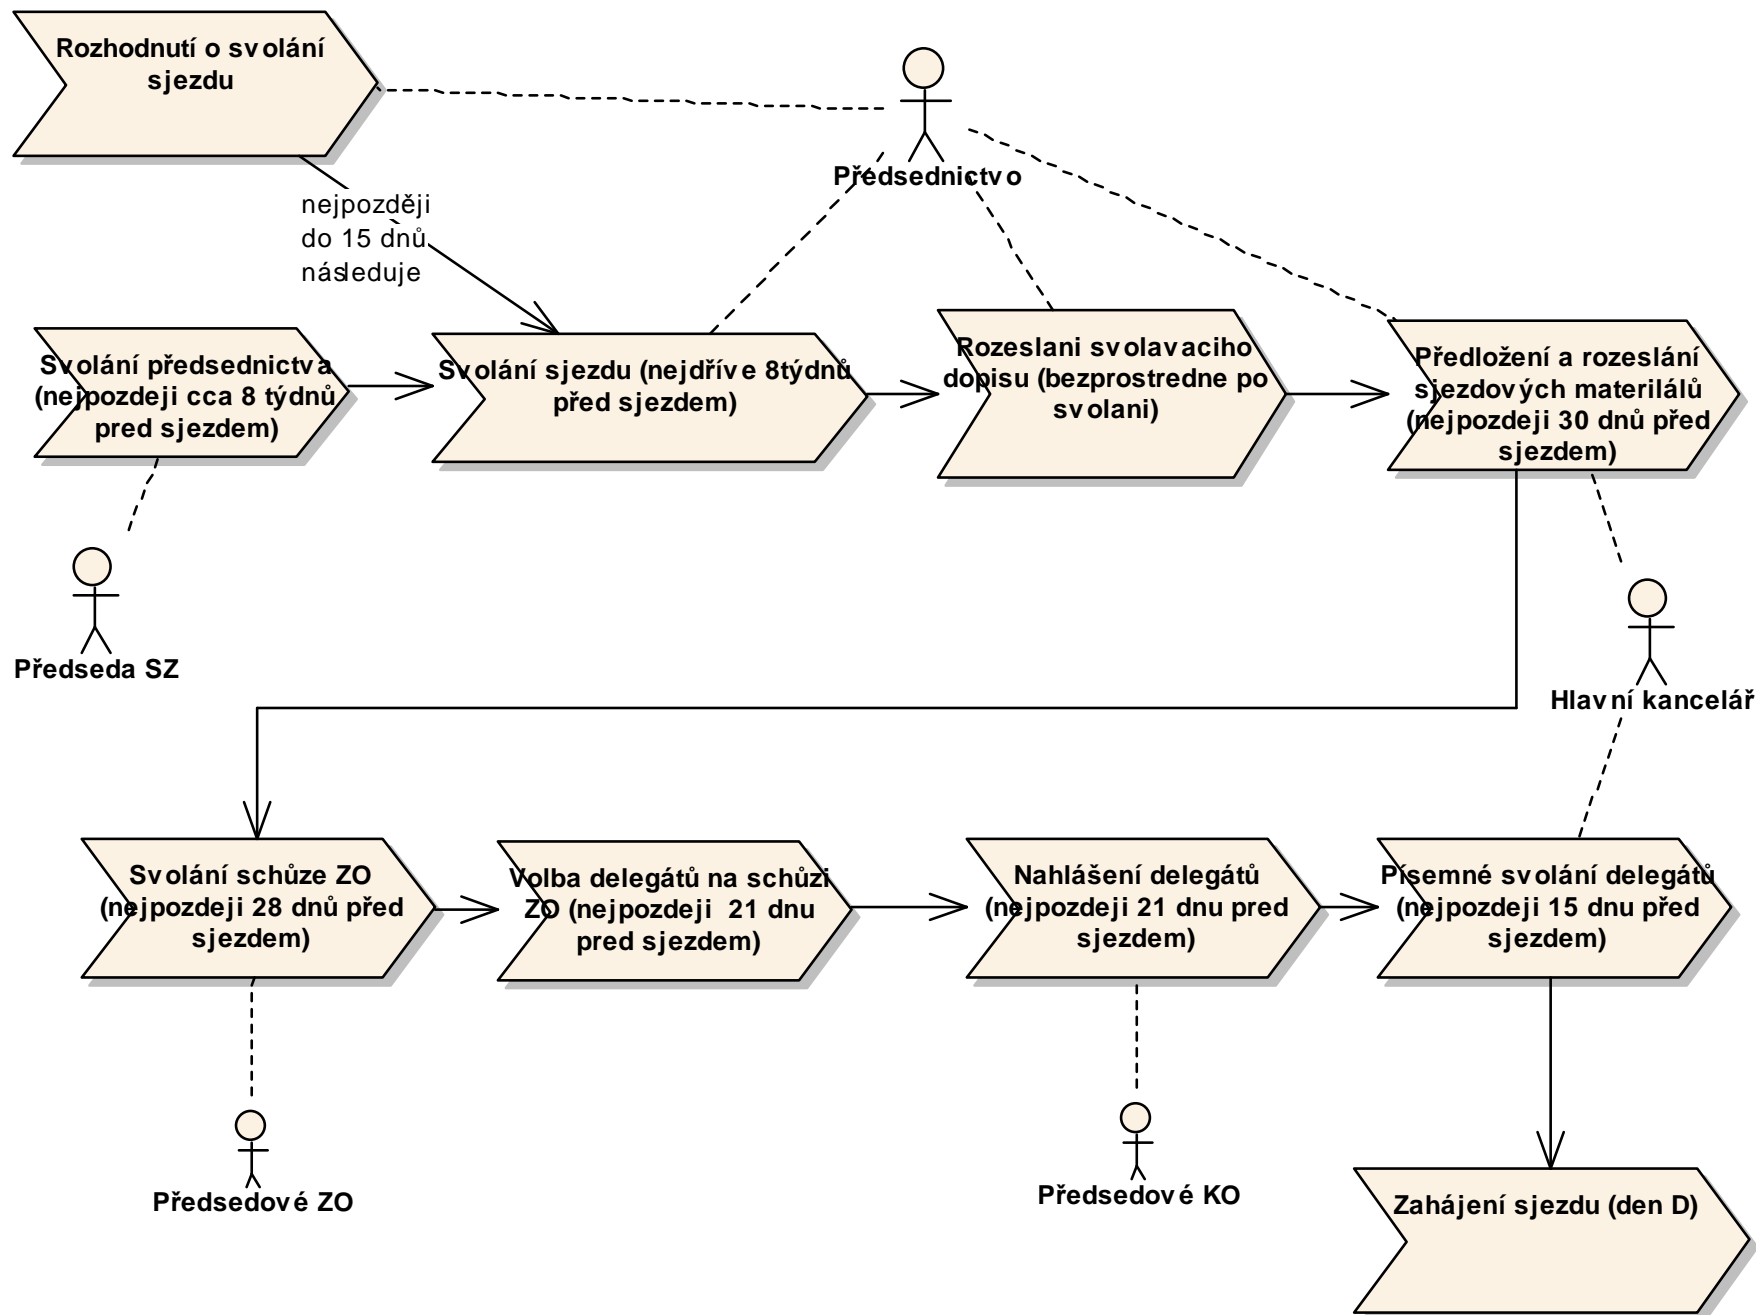 Rozhodnutí o svolání
sjezdu
Předsednictvo
nejpozději
do 15 dnů
následuje
Svolání předsednictva
(nejpozdeji cca 8 týdnů
pred sjezdem)
Svolání sjezdu (nejdříve 8týdnů
před sjezdem)
Rozeslani svolavaciho
dopisu (bezprostredne po
svolani)
Předložení a rozeslání
sjezdových materilálů
(nejpozdeji 30 dnů před
sjezdem)
Předseda SZ
Hlavní kancelář
Svolání schůze ZO
(nejpozdeji 28 dnů před
sjezdem)
Volba delegátů na schůzi
ZO (nejpozdeji 21 dnu
pred sjezdem)
Nahlášení delegátů
(nejpozdeji 21 dnu pred
sjezdem)
Písemné svolání delegátů
(nejpozdeji 15 dnu před
sjezdem)
Předsedové ZO
Předsedové KO
Zahájení sjezdu (den D)